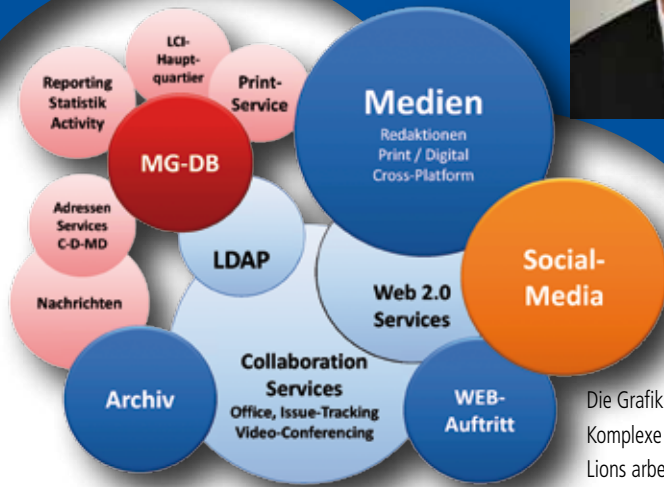 LCI-
Haupt-
quartier
Reporting
Statistik
Activity
Print-
Service
Medien
Redaktionen
Print / Digital
Cross-Platform
MG-DB
Adressen
Services
C-D-MD
LDAP
Social-
Media
Nachrichten
Web 2.0
Services
Collaboration
Services
Office, Issue-Tracking
Video-Conferencing
Archiv
WEB-
Auftritt
Die Grafik
Komplexe
Lions arbe